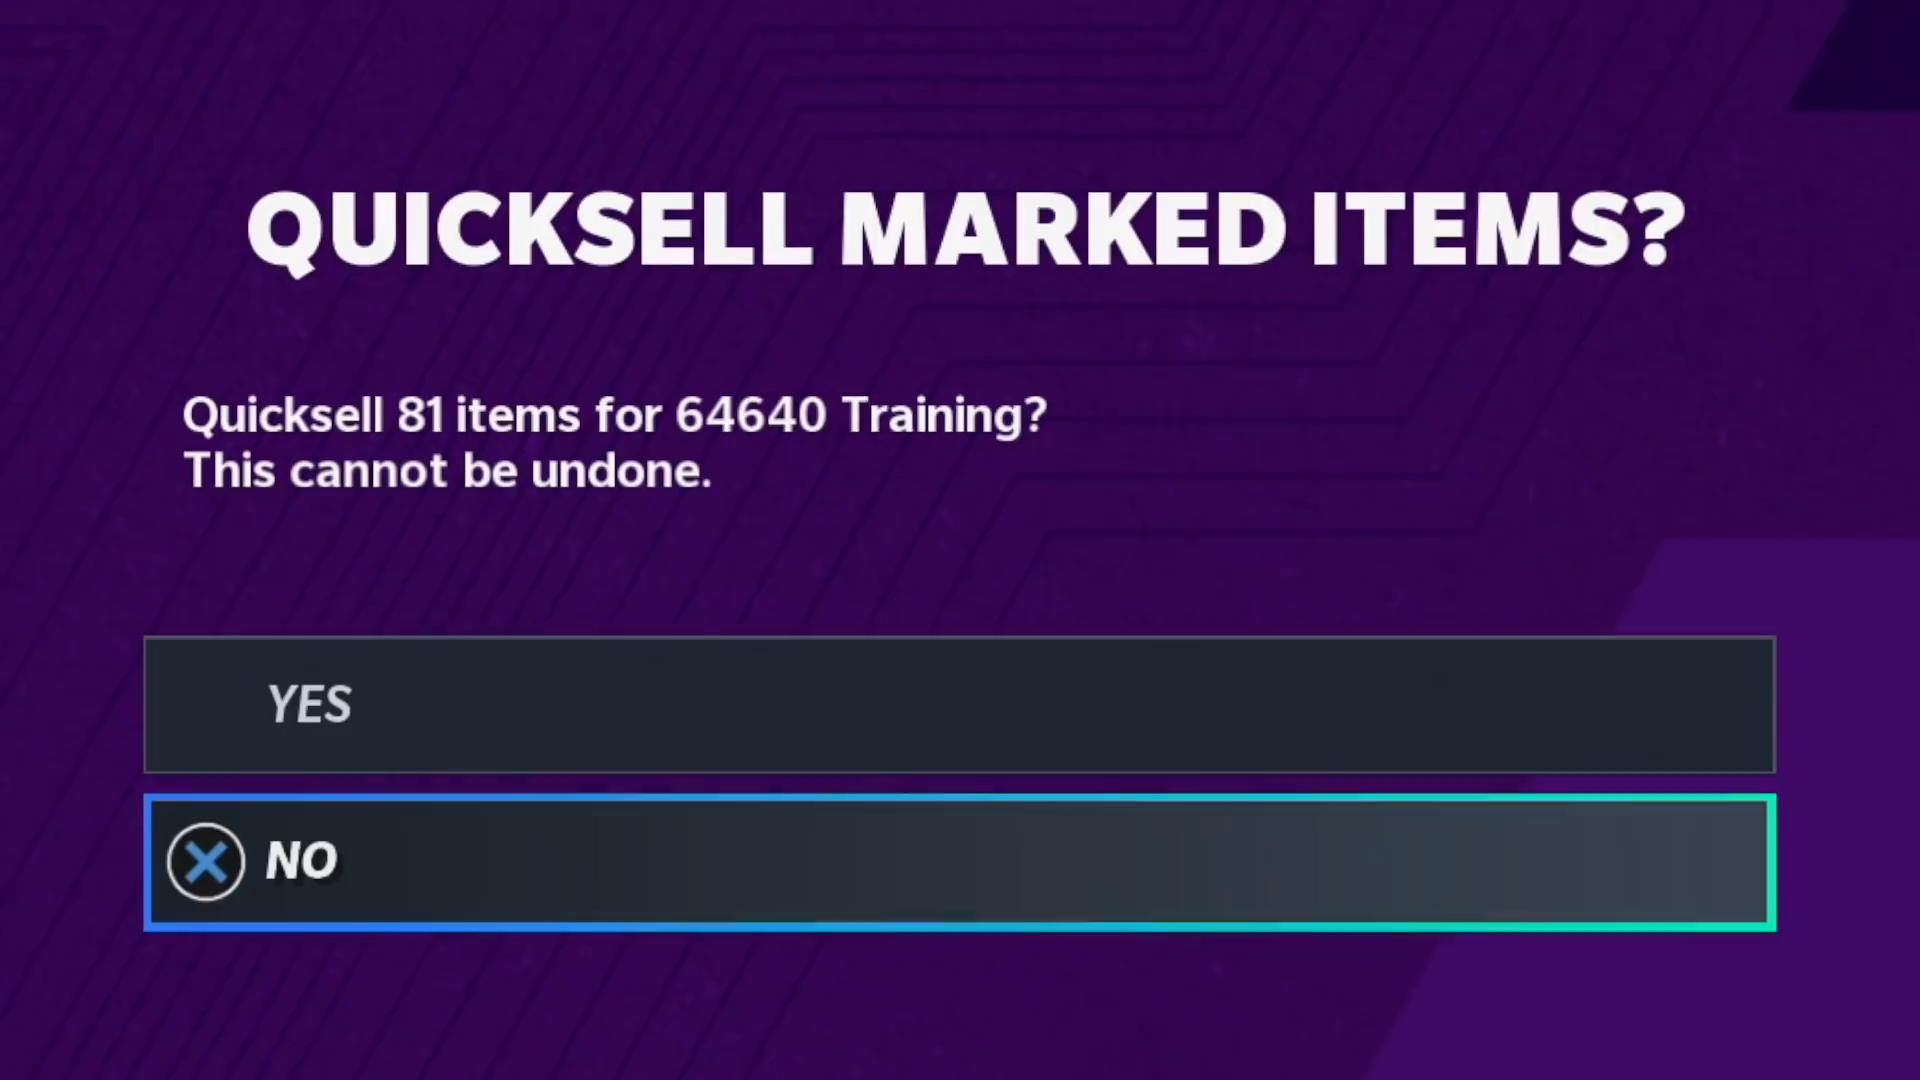 QUICKSELL MARKED ITEMS?
Quicksell 81 items for 64640 Training?
This cannot be undone.
YES
NO